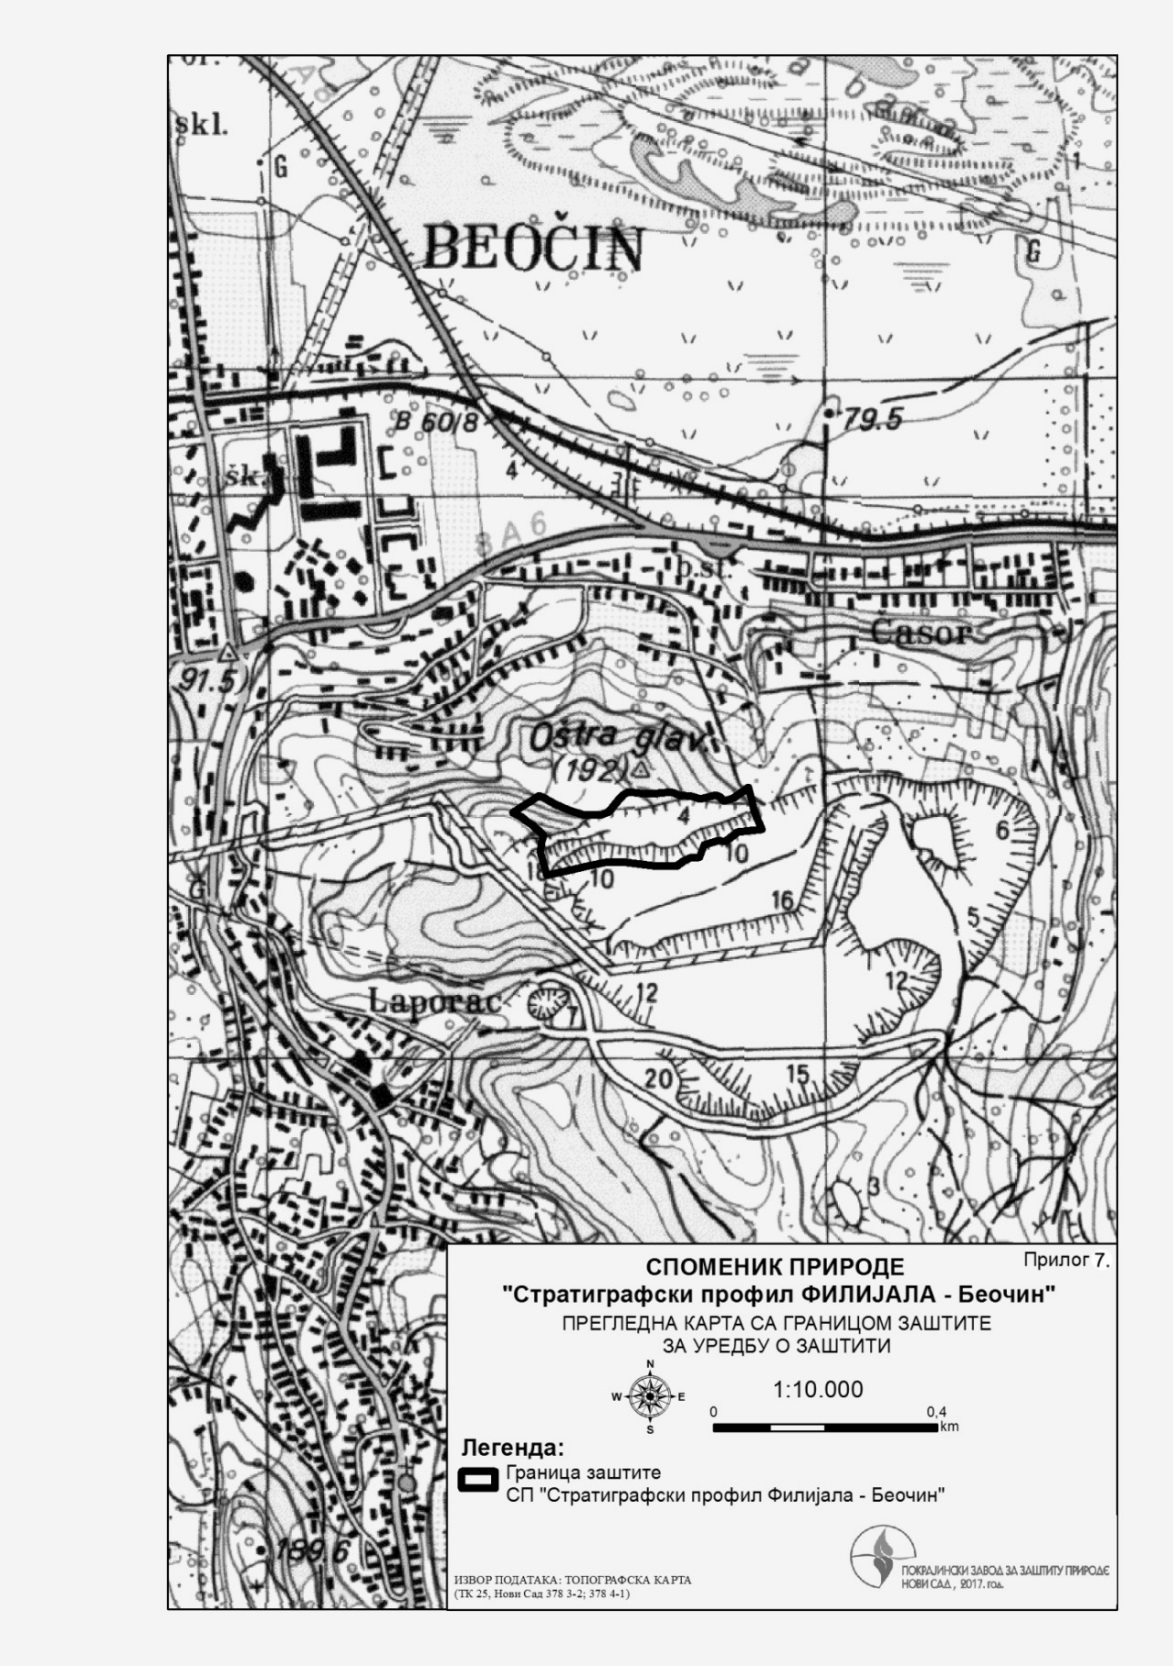 škl.
G
BEOČIN
G
1
B 60/8
79.5
4
šk.
BA6
b.st.
Časor
91.5)
Oštra glav.
(192)
4
6
10
18
10
16
5
G
12
Laporac
12
7
20
15
3
189.6
СПОМЕНИК ПРИРОДЕ
Прилог 7.
"Стратиграфски профил ФИЛИЈАЛА - Беочин"
ПРЕГЛЕДНА КАРТА СА ГРАНИЦОМ ЗАШТИТЕ
ЗА УРЕДБУ О ЗАШТИТИ
N
W E
S
1:10.000
0 0,4
km
Легенда:
Граница заштите
СП "Стратиграфски профил Филијала - Беочин"
ИЗВОР ПОДАТАКА: ТОПОГРАФСКА КАРТА
(ТК 25, Нови Сад 378 3-2; 378 4-1)
ПОКРАЈИНСКИ ЗАВОД ЗА ЗАШТИТУ ПРИРОДЕ
НОВИ САД , 2017. год.